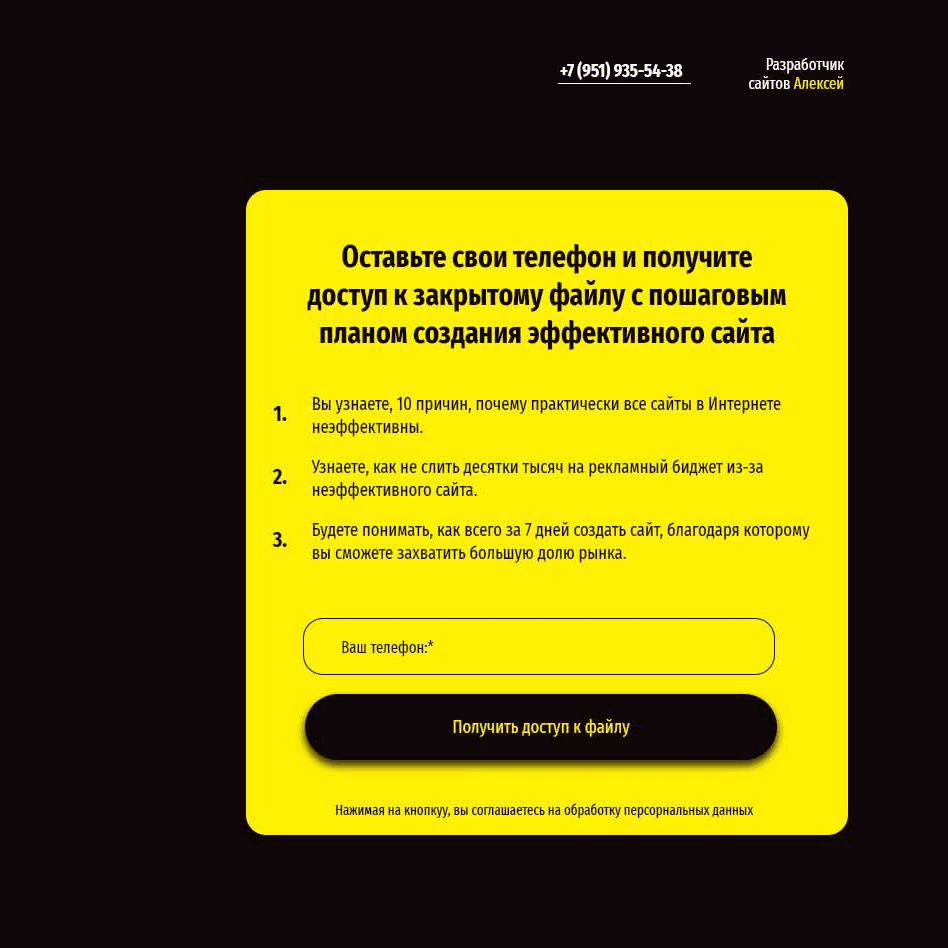 +7 (951) 935-54-38
Разработчик
сайтов Алексей
Оставьте свои телефон и получите
доступ к закрытому файлу с пошаговым
планом создания эффективного сайта
1. Вы узнаете, 10 причин, почему практически все сайты в Интернете
неэффективны.
2. Узнаете, как не слить десятки тысяч на рекламный биджет из-за
неэффективного сайта.
3. Будете понимать, как всего за 7 дней создать сайт, благодаря которому
вы сможете захватить большую долю рынка.
Ваш телефон:*
Получить доступ к файлу
Нажимая на кнопкуу, вы соглашаетесь на обработку персорнальных данных